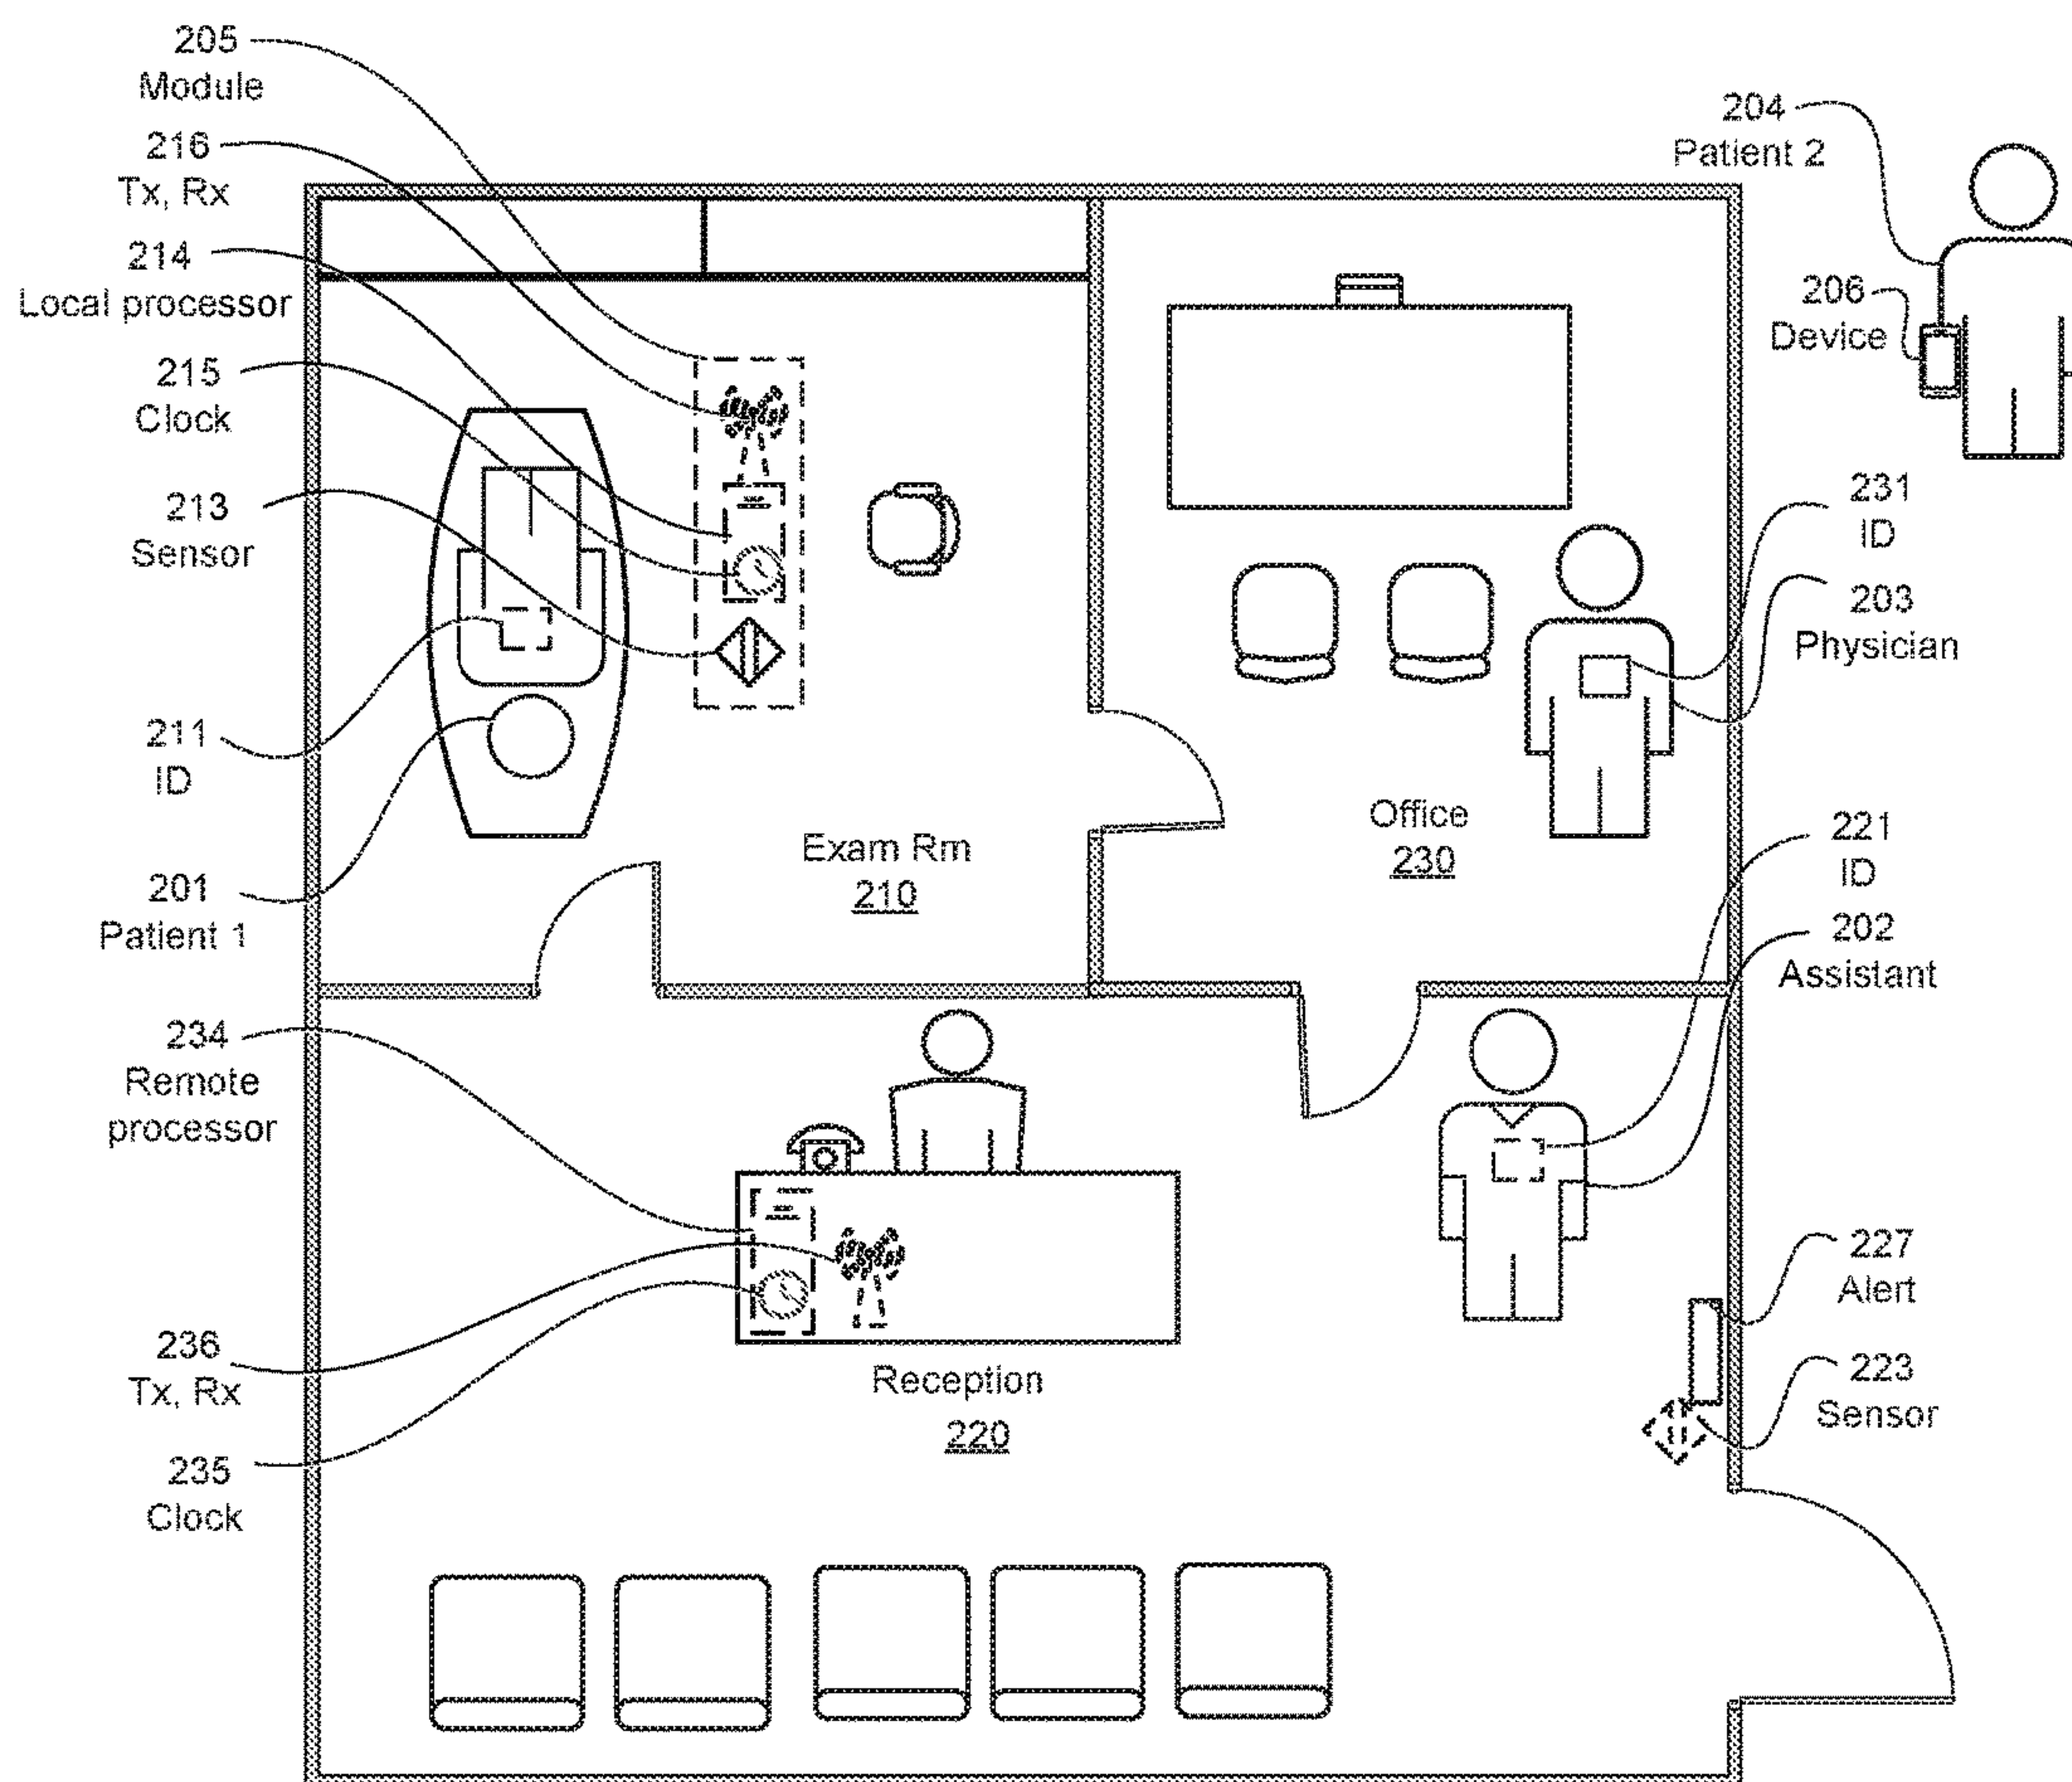 205
Module
216
Tx, Rx
214
Local processor
215
Clock
213
Sensor
211
ID
201
Patient 1
234
Remote
processor
236
Tx, Rx
235
Clock
Exam Rm
210
Office
230
Reception
220
204
Patient 2
206
Device
231
ID
203
Physician
221
ID
202
Assistant
227
Alert
223
Sensor